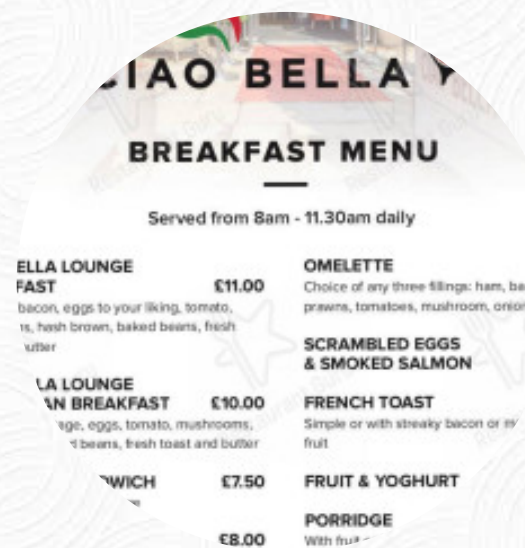 CIAO BELLA
BREAKFAST MENU
Served from 8am - 11.30am daily
ELLA LOUNGE
FAST £11.00
bacon, eggs to your liking, tomato,
hash brown, baked beans, fresh
LA LOUNGE
AN BREAKFAST £10.00
eggs, tomato, mushrooms,
beans, fresh toast and butter
WICH £7.50
£8.00
OMELETTE
Choice of any three fillings: ham,
prawns, tomatoes, mushroom,
SCRAMBLED EGGS
& SMOKED SALMON
FRENCH TOAST
Simple or with streaky bacon or
fruit
FRUIT & YOGHURT
PORRIDGE
With